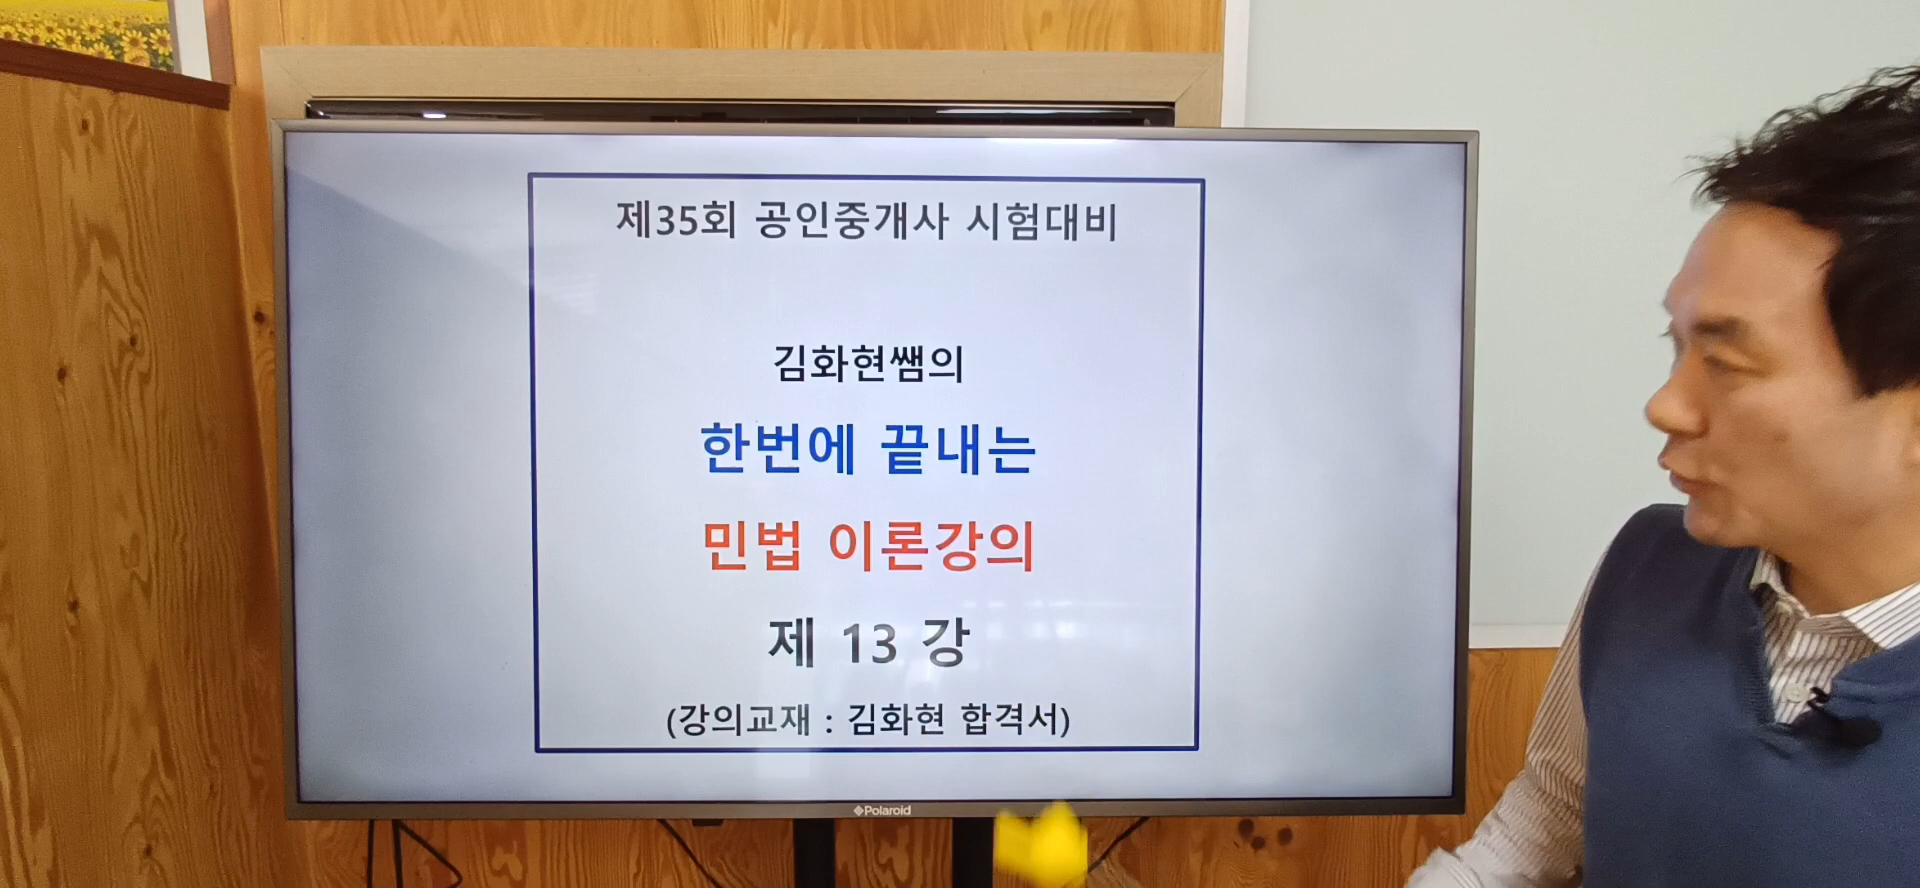 제35회 공인중개사 시험대비
김화현쌤의
한번에 끝내는
민법 이론강의
제 13 강
(강의교재 : 김화현 합격서)
Polaroid